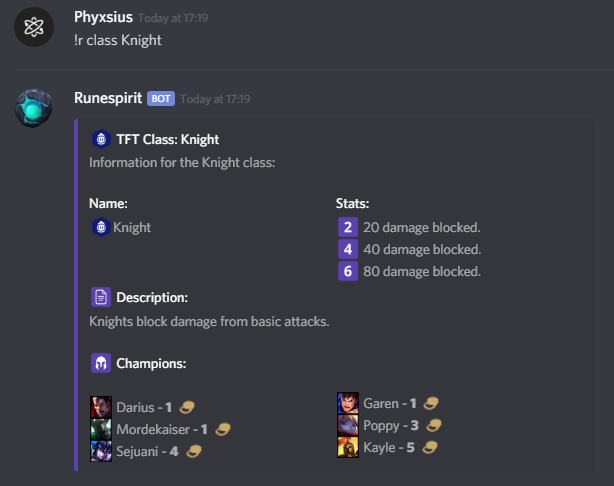 Phyxsius Today at 17:19
!r class Knight
Runespirit BOT Today at 17:19
TFT Class: Knight
Information for the Knight class:
Name:
Knight
Stats:
2 20 damage blocked.
4 40 damage blocked.
6 80 damage blocked.
Description:
Knights block damage from basic attacks.
Champions:
Darius - 1
Mordekaiser - 1
Sejuani - 4
Garen - 1
Poppy - 3
Kayle - 5